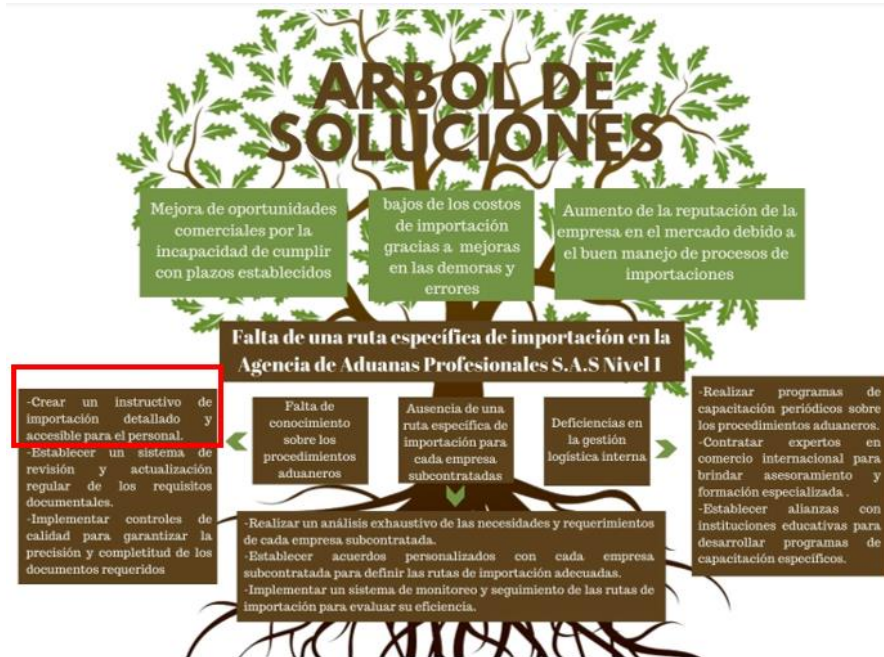 ARBOL DE
SOLUCIONES
Mejora de oportunidades
comerciales por la
incapacidad de cumplir
con plazos establecidos
bajos de los costos
de importación
gracias a mejoras
en las demoras y
errores
Aumento de la reputación de la
empresa en el mercado debido a
el buen manejo de procesos de
importaciones
Falta de una ruta específica de importación en la
Agencia de Aduanas Profesionales S.A.S Nivel 1
-Crear un instructivo de
importación detallado y
accesible para el personal.
-Establecer un sistema de
revisión y actualización
regular de los requisitos
documentales.
-Implementar controles de
calidad para garantizar la
precisión y completitud de los
documentos requeridos
Falta de
conocimiento
sobre los
procedimientos
aduaneros
Ausencia de una
ruta específica de
importación para
cada empresa
subcontratadas
Deficiencias en
la gestión
logística interna
-Realizar programas de
capacitación periódicos sobre
los procedimientos aduaneros.
-Contratar expertos en
comercio internacional para
brindar asesoramiento y
formación especializada .
-Establecer alianzas con
instituciones educativas para
desarrollar programas de
capacitación específicos.
-Realizar un análisis exhaustivo de las necesidades y requerimientos
de cada empresa subcontratada.
-Establecer acuerdos personalizados con cada empresa
subcontratada para definir las rutas de importación adecuadas.
-Implementar un sistema de monitoreo y seguimiento de las rutas de
importación para evaluar su eficiencia.